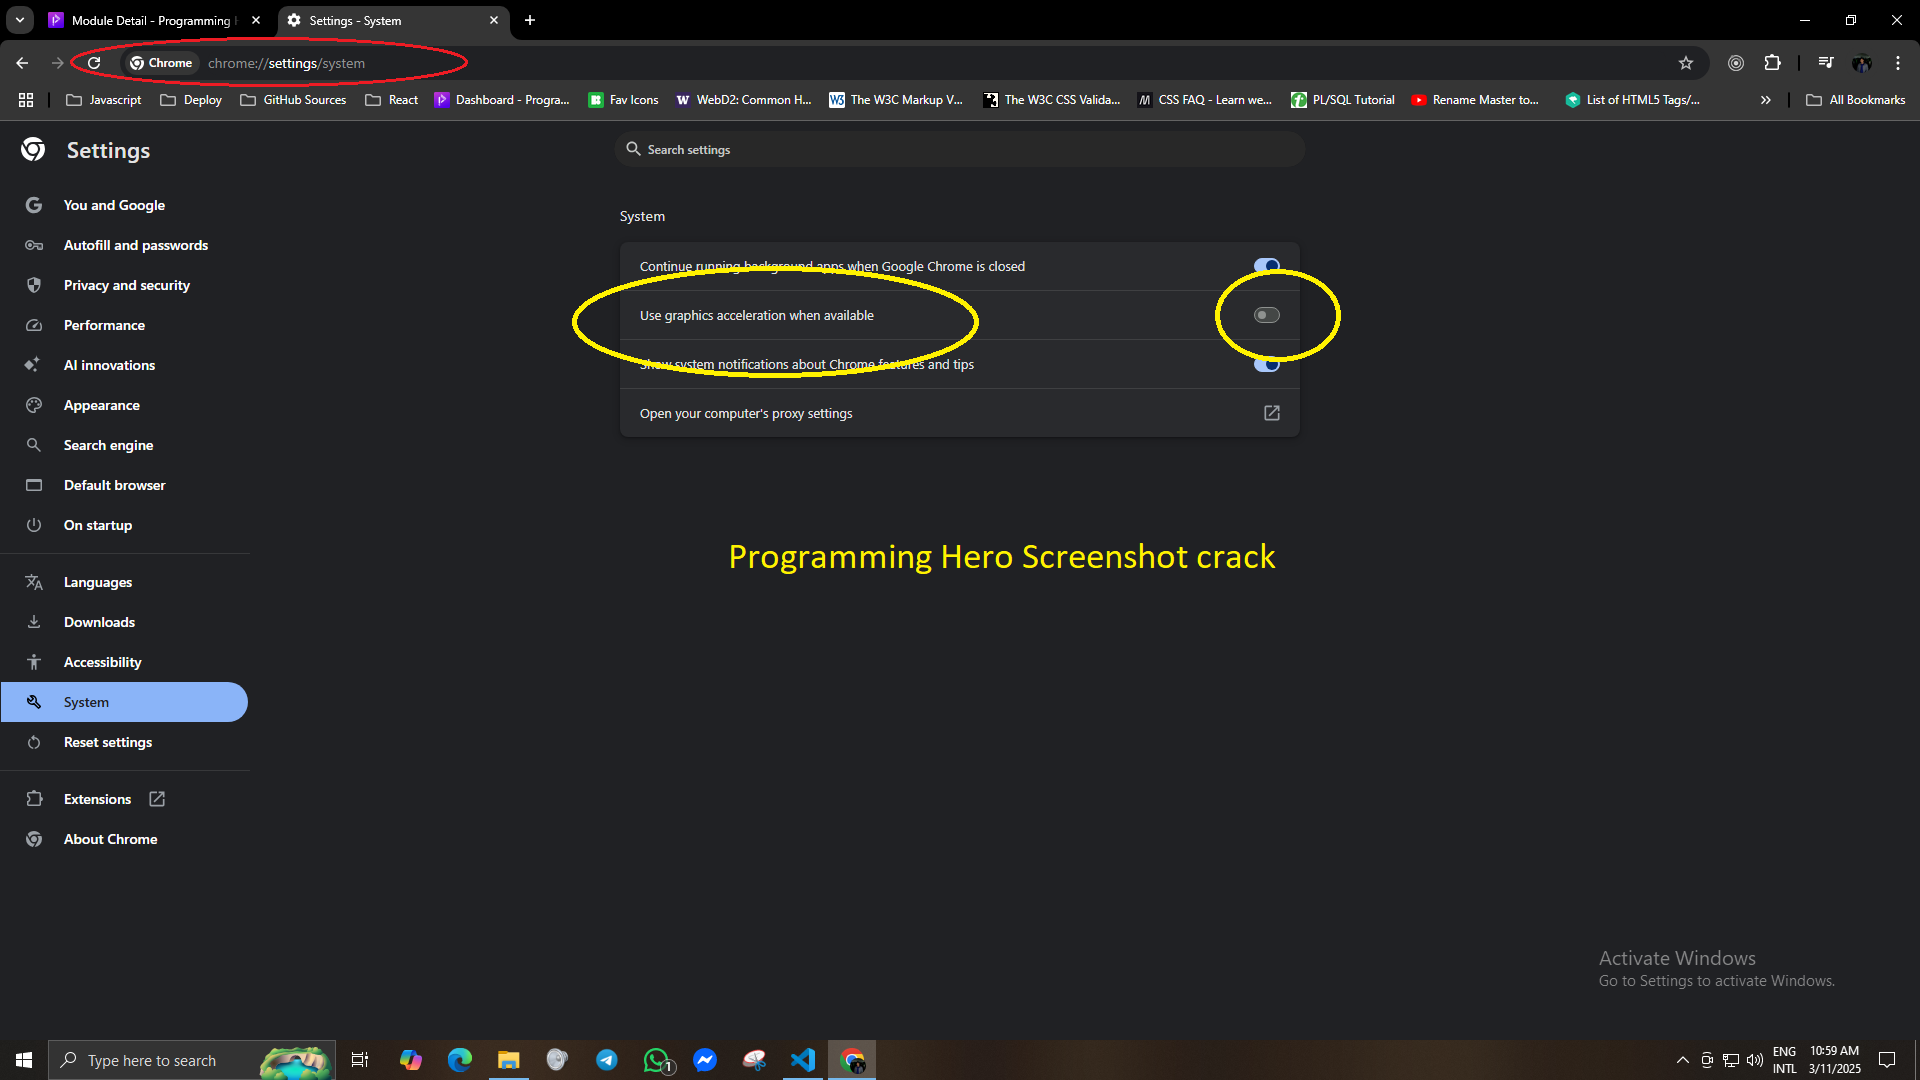 Module Detail - Programming
Settings - System
Chrome
chrome://settings/system
Javascript
Deploy
GitHub Sources
React
Dashboard - Progra...
Fav Icons
WebD2: Common H...
The W3C Markup V...
The W3C CSS Valida...
CSS FAQ - Learn we...
PL/SQL Tutorial
Rename Master to...
List of HTML5 Tags/...
All Bookmarks
Settings
Search settings
You and Google
Autofill and passwords
Privacy and security
Performance
AI innovations
Appearance
Search engine
Default browser
On startup
Languages
Downloads
Accessibility
System
Reset settings
Extensions
About Chrome
System
Continue running background apps when Google Chrome is closed
Use graphics acceleration when available
Show system notifications about Chrome features and tips
Open your computer's proxy settings
Programming Hero Screenshot crack
Activate Windows
Go to Settings to activate Windows.
Type here to search
1
ENG
INTL
10:59 AM
3/11/2025